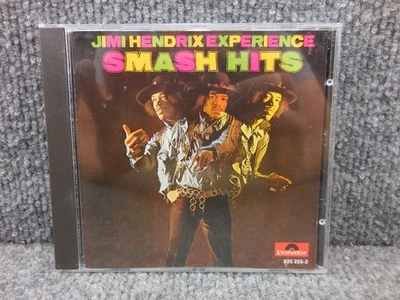 JIMI HENDRIX EXPERIENCE
SMASH HITS
Polydor
825 255-2